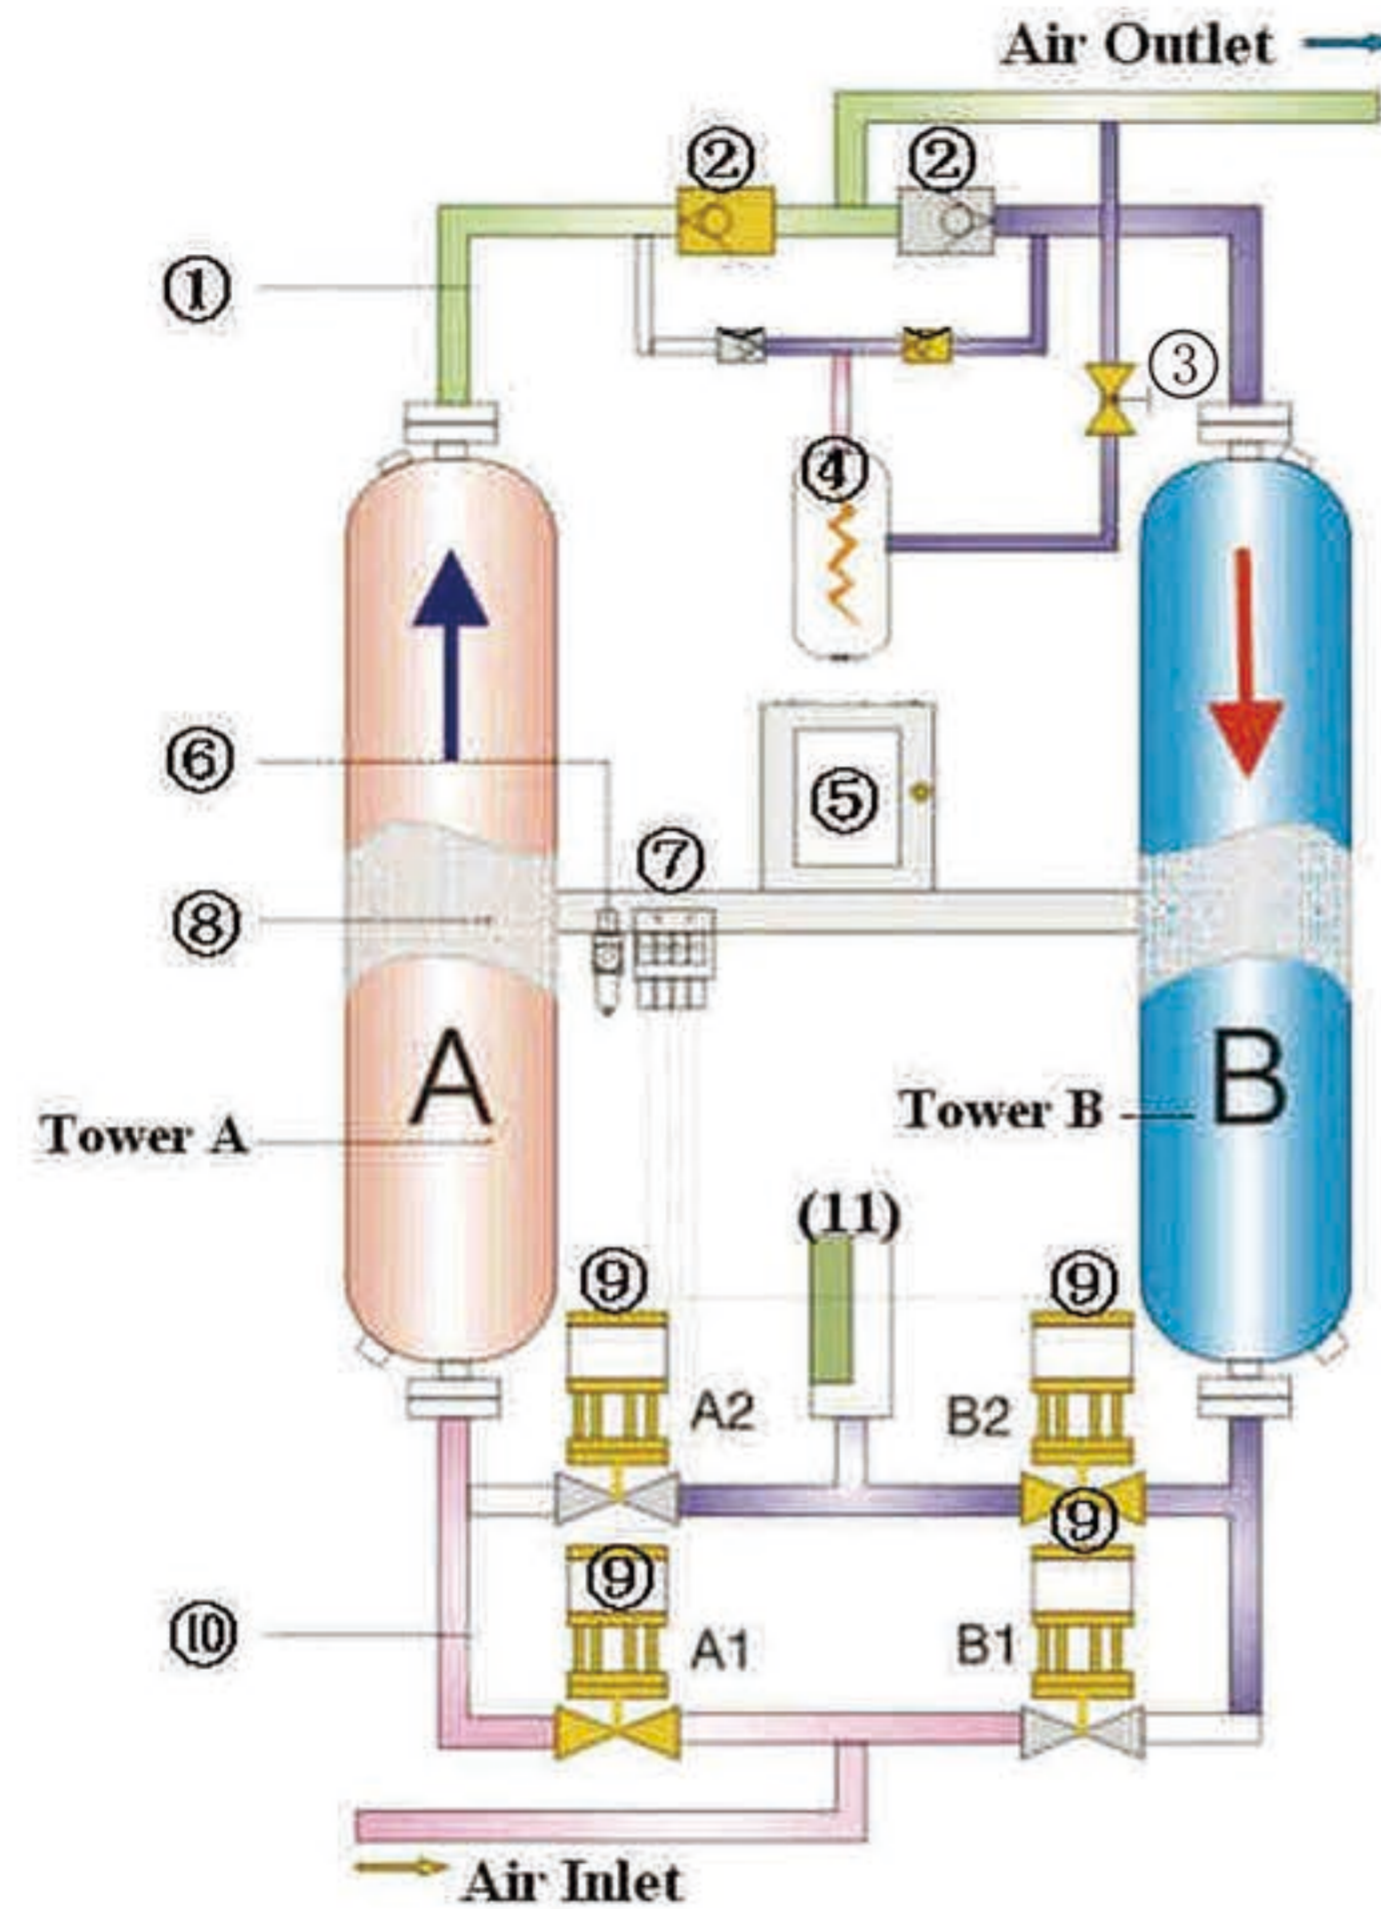 Air Outlet
② ②
①
③
④
⑥
⑤
⑦
⑧
A B
Tower B
Tower A
(11)
⑨ ⑨
A2 B2
⑨
⑨
⑩
A1 B1
Air Inlet